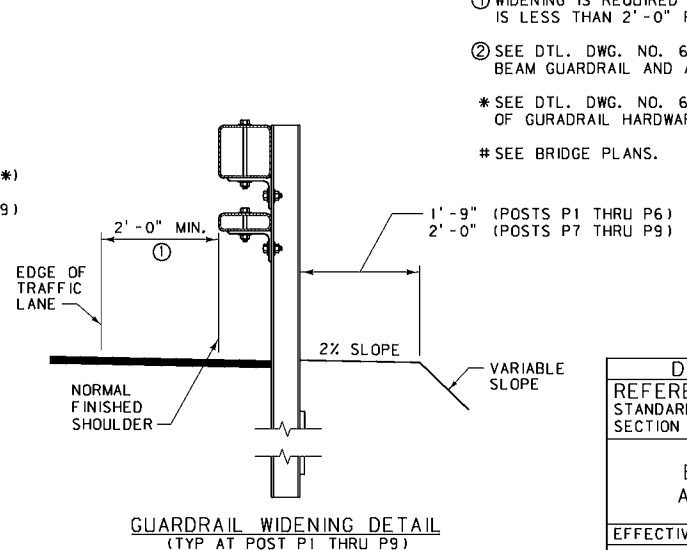 ① WIDENING IS REQUIRED
IS LESS THAN 2'-0"
② SEE DTL. DWG. NO. 6
BEAM GUARDRAIL AND
* SEE DTL. DWG. NO. 6
OF GURADRAIL HARDWAR
# SEE BRIDGE PLANS.
*)
9)
2'-0" MIN.
①
1'-9" (POSTS P1 THRU P6)
2'-0" (POSTS P7 THRU P9)
EDGE OF
TRAFFIC
LANE
2% SLOPE
VARIABLE
SLOPE
NORMAL
FINISHED
SHOULDER
GUARDRAIL WIDENING DETAIL
(TYP AT POST P1 THRU P9)
D
REFERE
STANDARD
SECTION
E
A
EFFECTIV